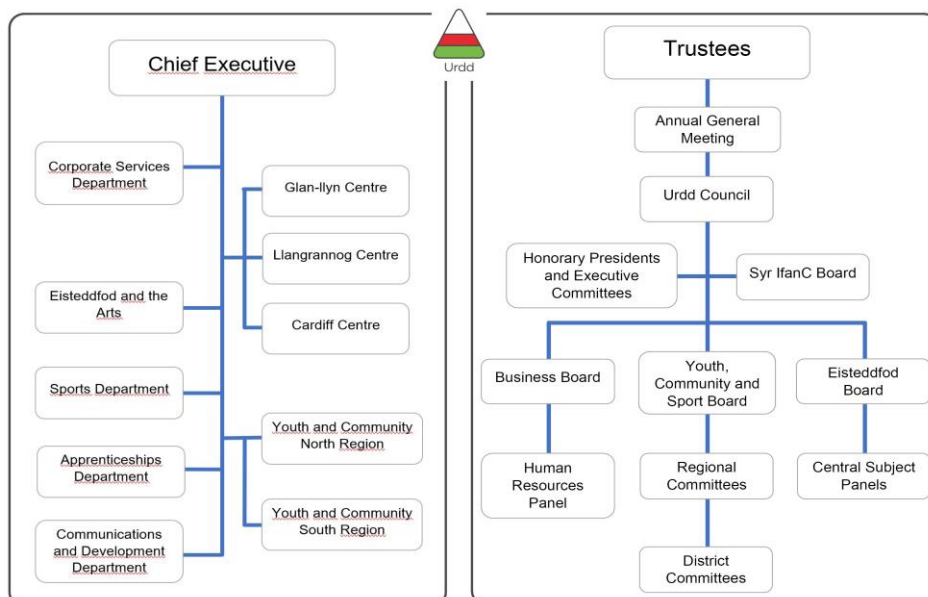 Urdd
Chief Executive
Corporate Services
Department
Glan-llyn Centre
Llangrannog Centre
Eisteddfod and the
Arts
Cardiff Centre
Sports Department
Youth and Community
North Region
Apprenticeships
Department
Youth and Community
South Region
Communications
and Development
Department
Trustees
Annual General
Meeting
Urdd Council
Honorary Presidents
and Executive
Committees
Syr IfanC Board
Business Board
Youth,
Community and
Sport Board
Eisteddfod
Board
Human
Resources
Panel
Regional
Committees
Central Subject
Panels
District
Committees